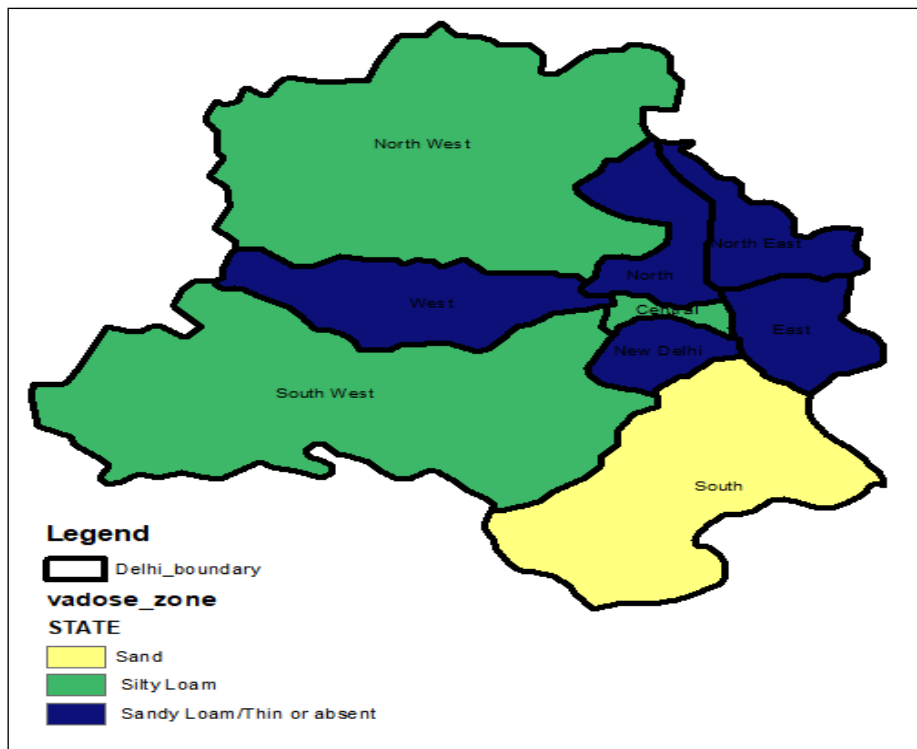 North West
North East
North
West
Central
East
New Delhi
South West
South
Legend
Delhi_boundary
vadose_zone
STATE
Sand
Silty Loam
Sandy Loam/Thin or absent